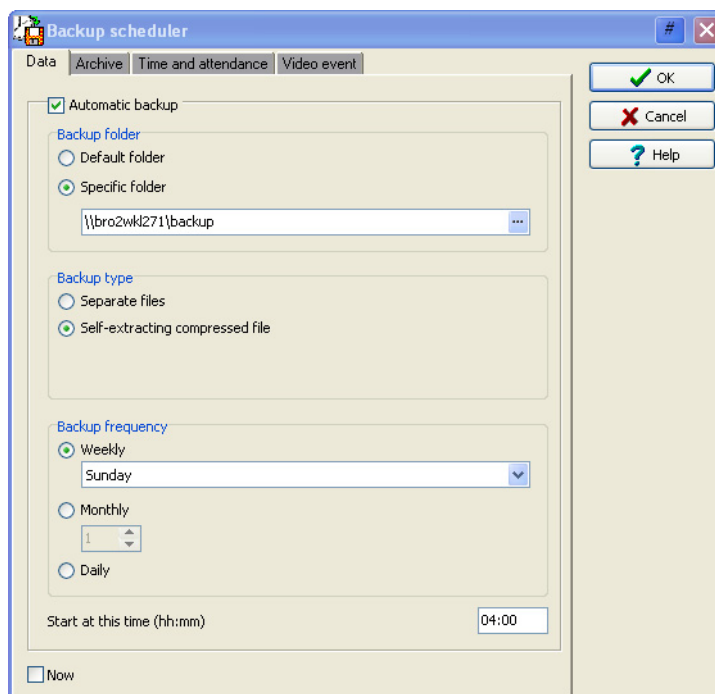 Backup scheduler
#
Data
Archive
Time and attendance
Video event
OK
Cancel
? Help
Automatic backup
Backup folder
Default folder
Specific folder
\\bro2wkl271\backup
...
Backup type
Separate files
Self-extracting compressed file
Backup frequency
Weekly
Sunday
Monthly
1
Daily
Start at this time (hh:mm)
04:00
Now